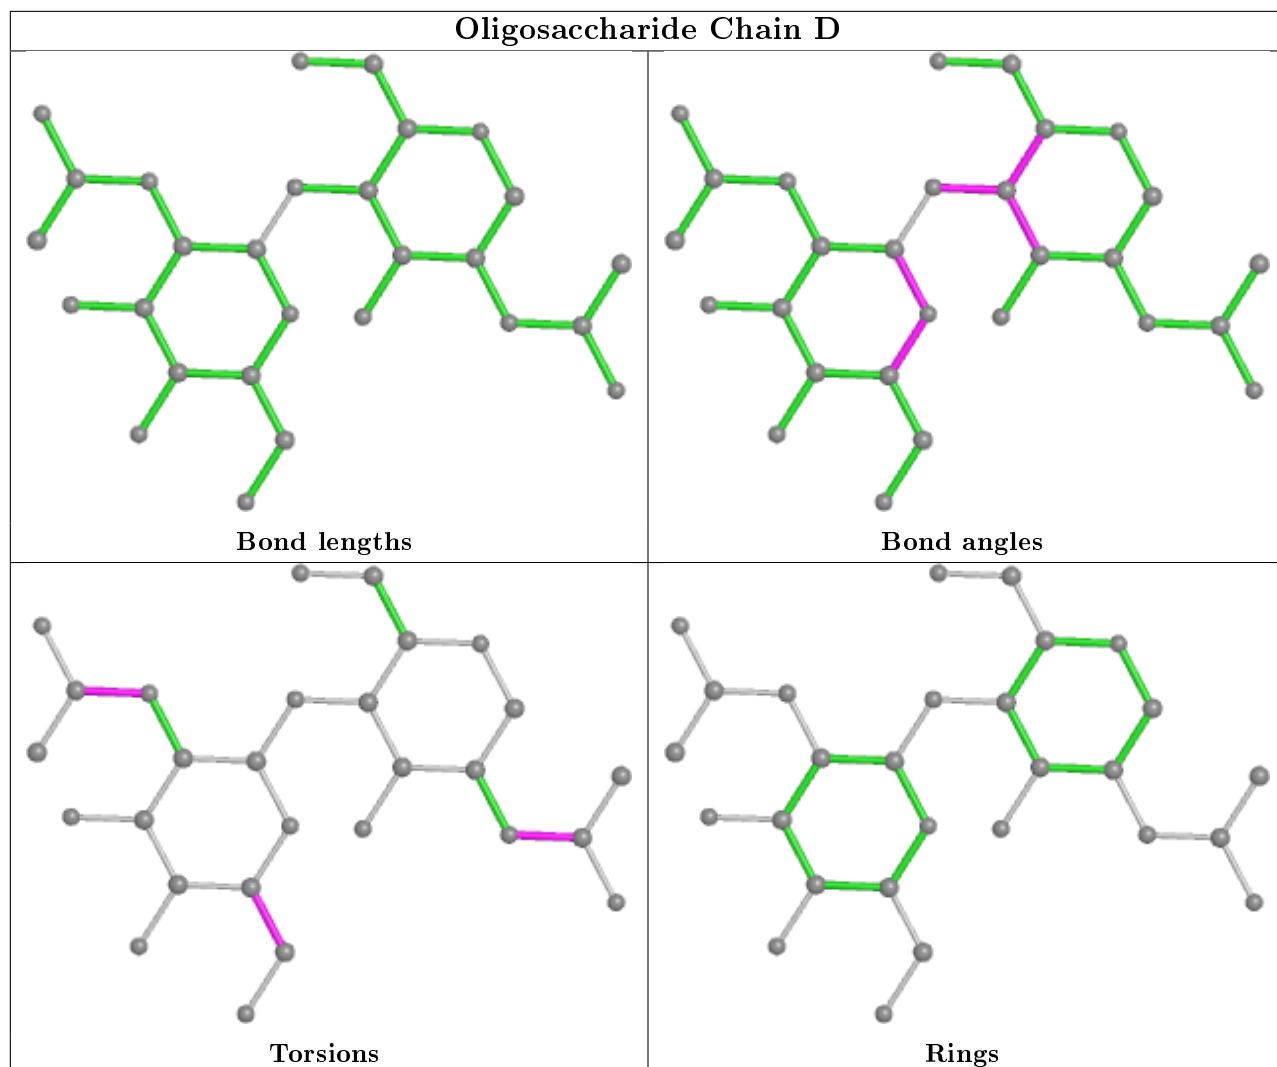 Oligosaccharide Chain D
Bond lengths
Bond angles
Torsions
Rings